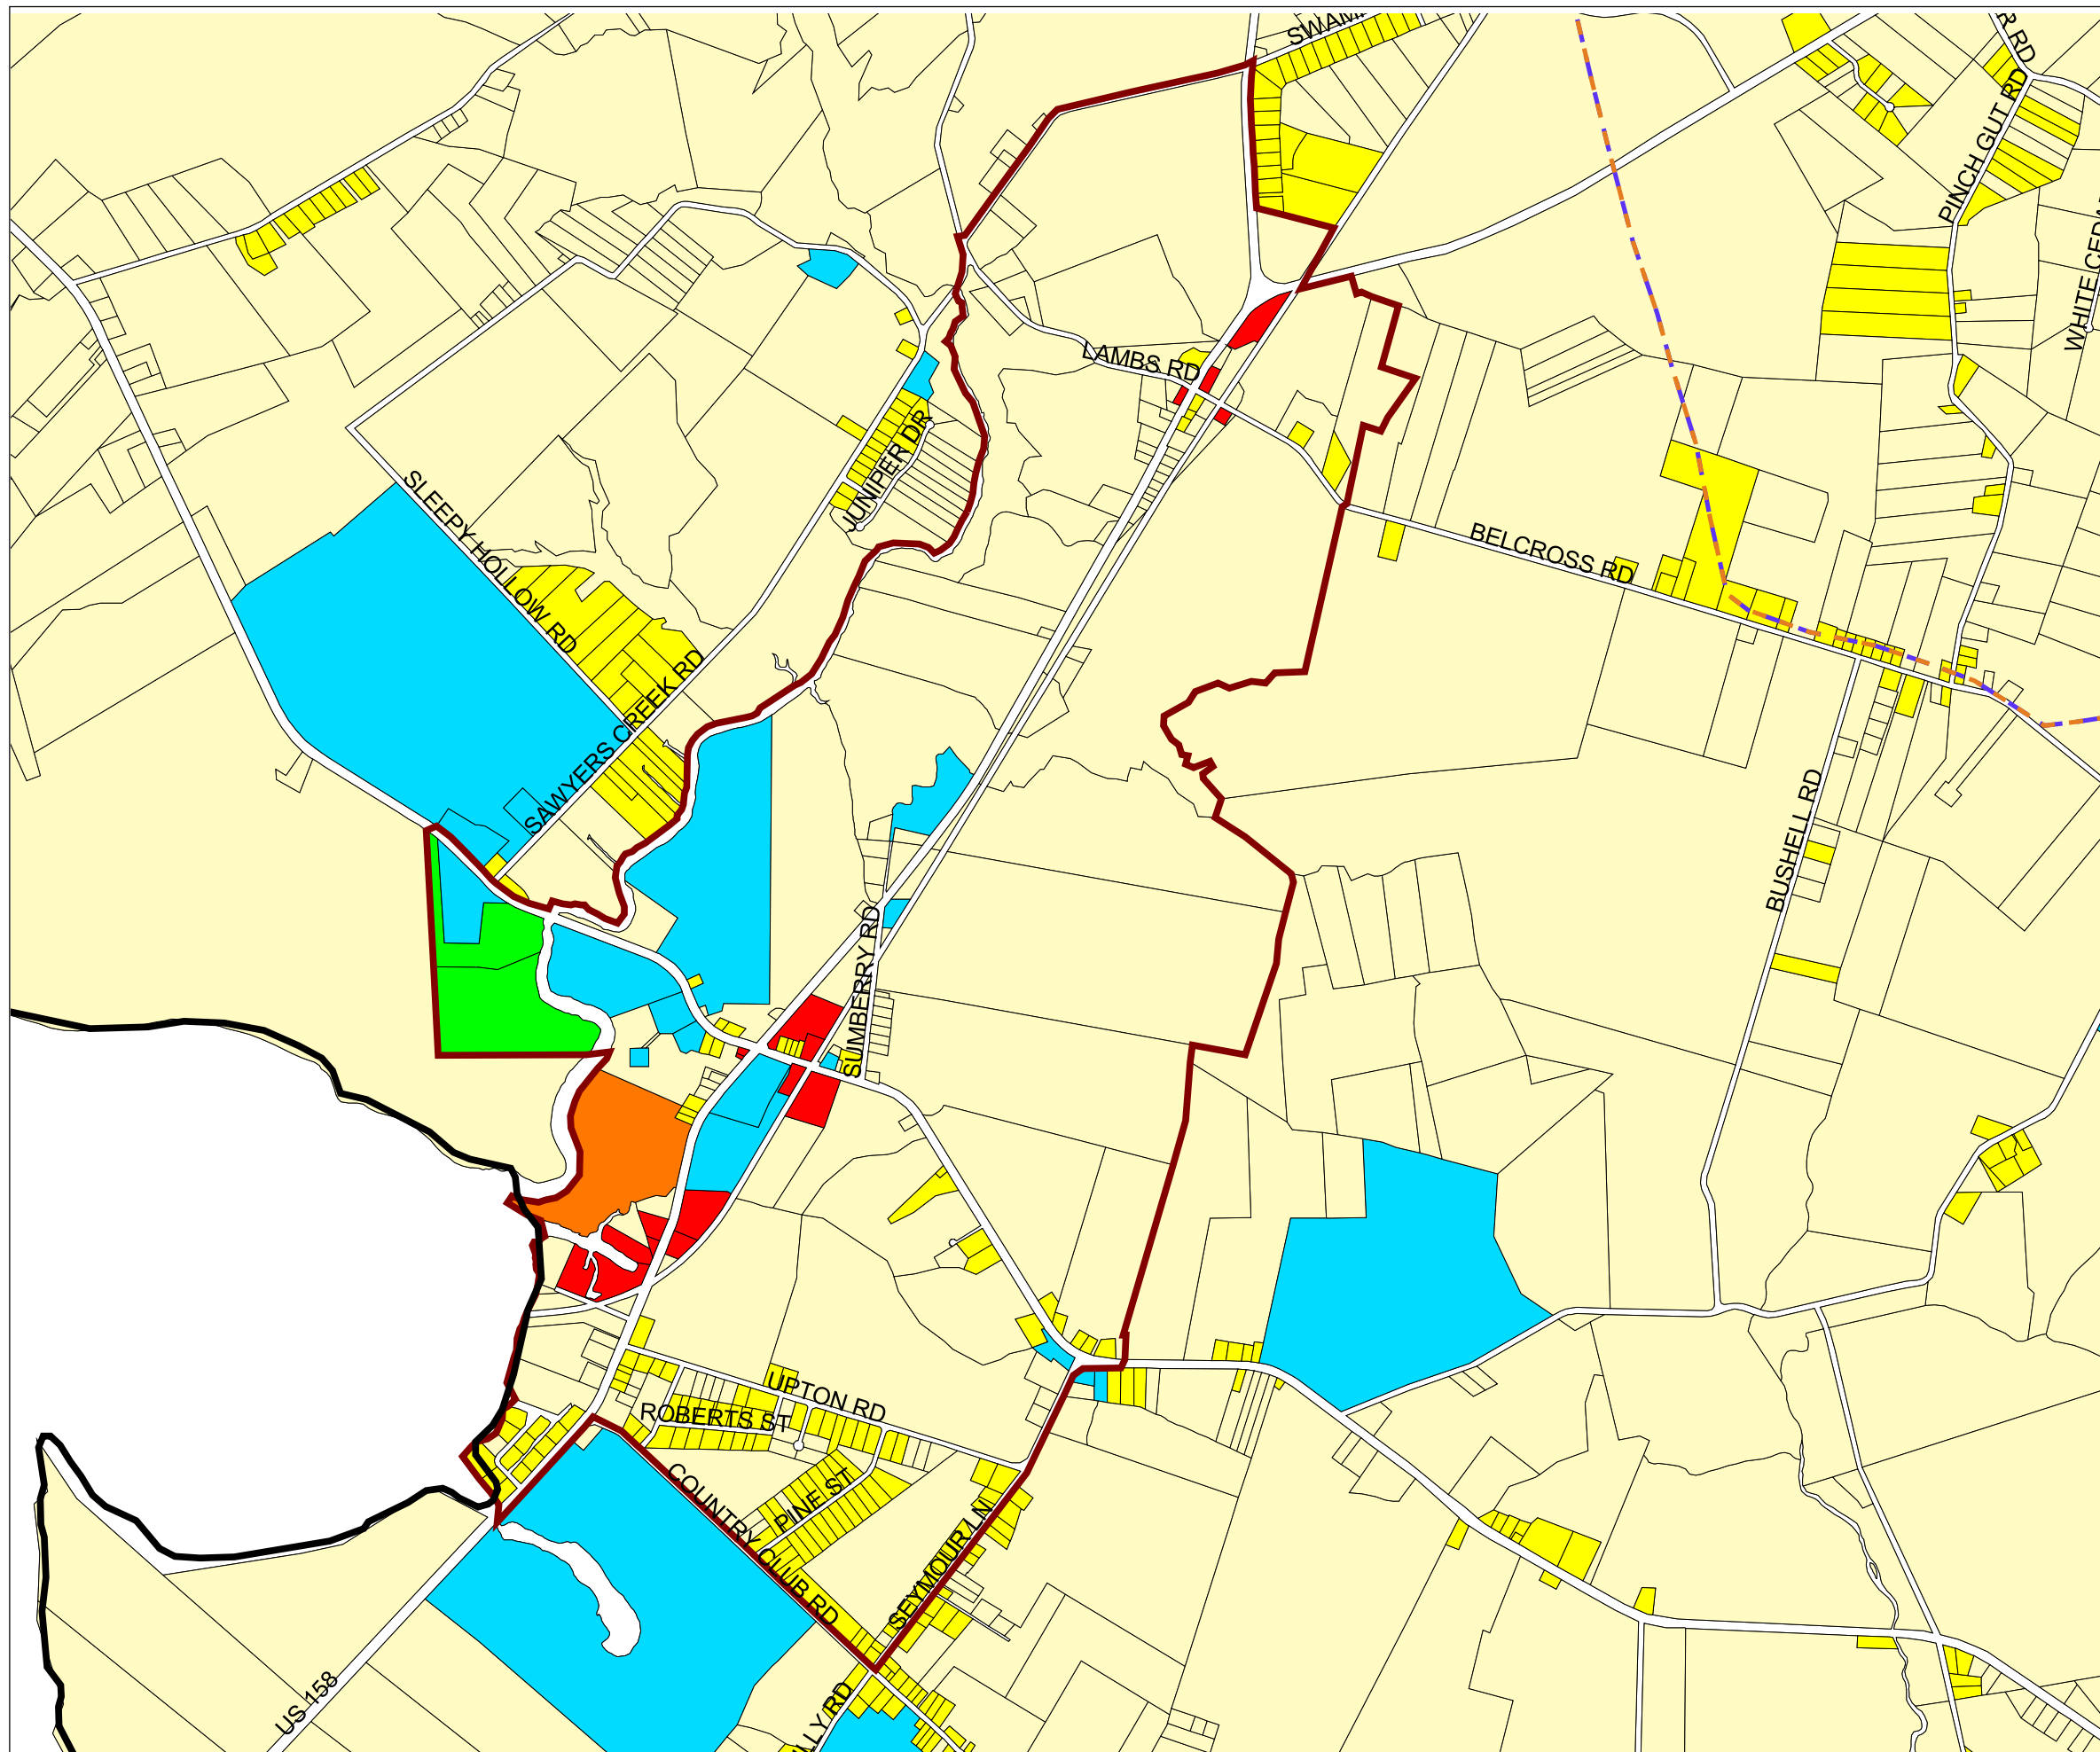 PINCH GUT RD
LAMBS RD
JUNIPER DR
SLEEPY HOLLOW RD
BELCROSS RD
SAWYERS CREEK RD
BUSHELL RD
SUMBERRY RD
UPTON RD
ROBERTS ST
PINE ST
COUNTRY CLUB RD
SEYMOUR LN
US 158